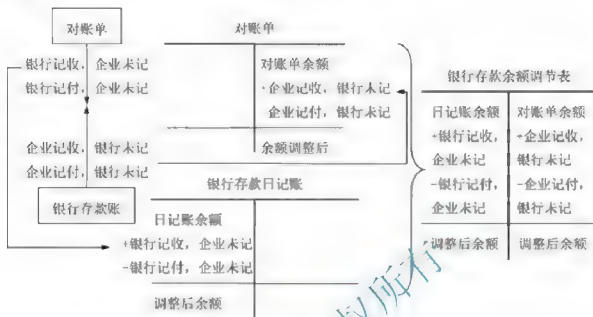 对账单
银行记收，企业未记
银行记付，企业未记
企业记收，银行未记
企业记付，银行未记
银行存款账
对账单
对账单余额
+企业记收，银行未记
-企业记付，银行未记
余额调整后
银行存款日记账
日记账余额
+银行记收，企业未记
-银行记付，企业未记
调整后余额
银行存款余额调节表
日记账余额
+银行记收，
企业未记
-银行记付，
企业未记
调整后余额
对账单余额
+企业记收，
银行未记
-企业记付，
银行未记
调整后余额
权所有